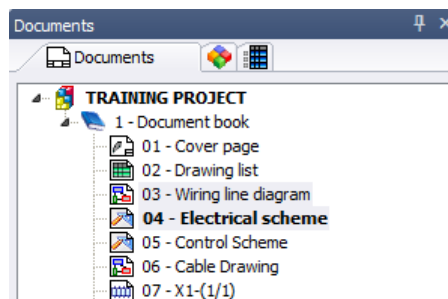 Documents
Documents
TRAINING PROJECT
1 - Document book
01 - Cover page
02 - Drawing list
03 - Wiring line diagram
04 - Electrical scheme
05 - Control Scheme
06 - Cable Drawing
07 - X1-(1/1)